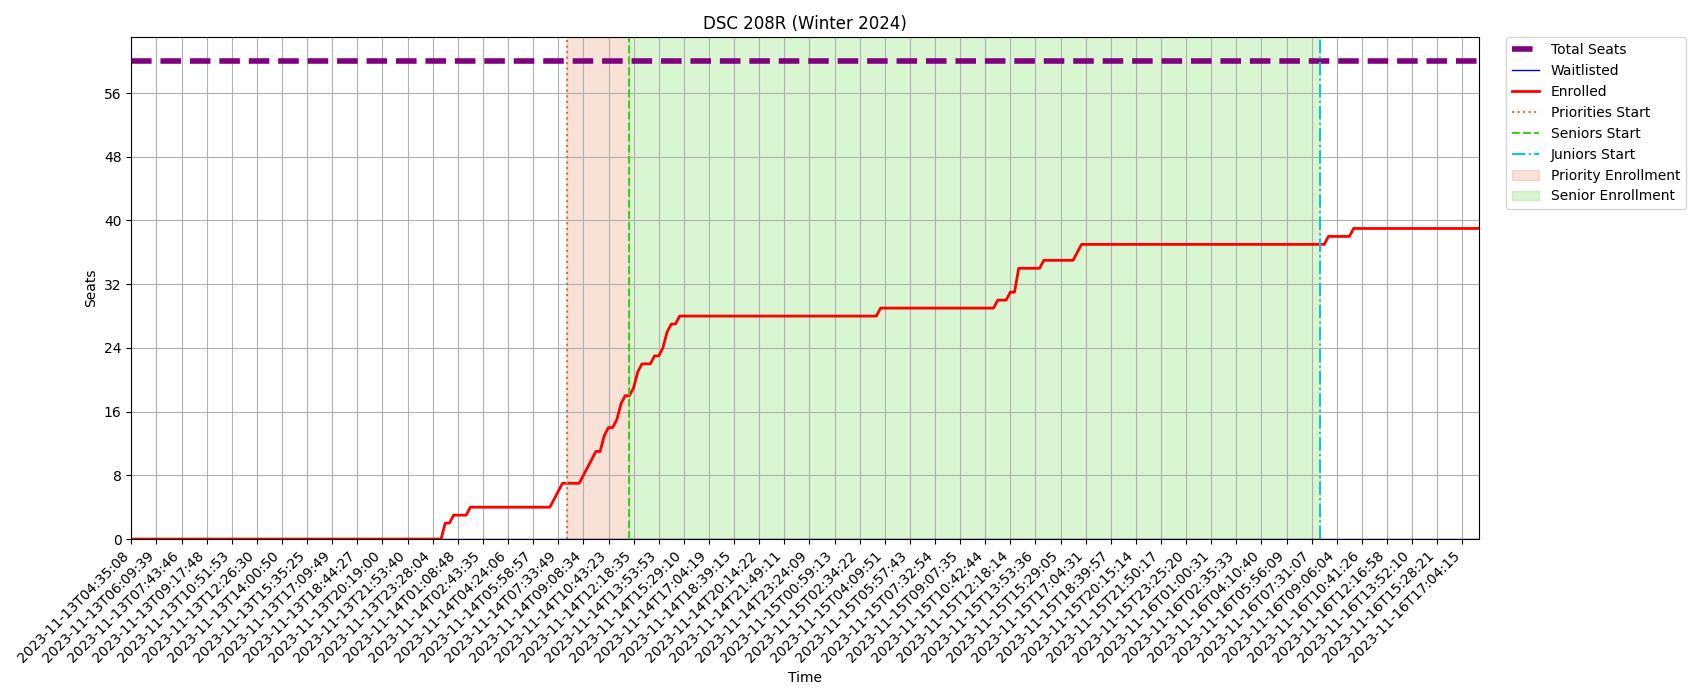 DSC 208R (Winter 2024)
Total Seats
Waitlisted
Enrolled
Priorities Start
Seniors Start
Juniors Start
Priority Enrollment
Senior Enrollment
Seats
56
48
40
32
24
16
8
0
2023-11-13T04:35:08
2023-11-13T06:09:39
2023-11-13T07:43:46
2023-11-13T09:17:48
2023-11-13T10:51:53
2023-11-13T12:26:30
2023-11-13T14:00:50
2023-11-13T15:35:25
2023-11-13T17:09:49
2023-11-13T18:44:27
2023-11-13T20:19:00
2023-11-13T21:53:40
2023-11-13T23:28:04
2023-11-14T01:08:48
2023-11-14T02:43:35
2023-11-14T04:24:06
2023-11-14T05:58:57
2023-11-14T07:33:49
2023-11-14T09:08:34
2023-11-14T10:43:23
2023-11-14T12:18:35
2023-11-14T13:53:53
2023-11-14T15:29:10
2023-11-14T17:04:19
2023-11-14T18:39:15
2023-11-14T20:14:22
2023-11-14T21:49:11
2023-11-14T23:24:09
2023-11-15T00:59:13
2023-11-15T02:34:22
2023-11-15T04:09:51
2023-11-15T05:57:43
2023-11-15T07:32:54
2023-11-15T09:07:35
2023-11-15T10:42:44
2023-11-15T12:18:14
2023-11-15T13:53:36
2023-11-15T15:29:05
2023-11-15T17:04:31
2023-11-15T18:39:57
2023-11-15T20:15:14
2023-11-15T21:50:17
2023-11-15T23:25:20
2023-11-16T01:00:31
2023-11-16T02:35:33
2023-11-16T04:10:40
2023-11-16T05:56:09
2023-11-16T07:31:07
2023-11-16T09:06:04
2023-11-16T10:41:26
2023-11-16T12:16:58
2023-11-16T13:52:10
2023-11-16T15:28:21
2023-11-16T17:04:15
Time